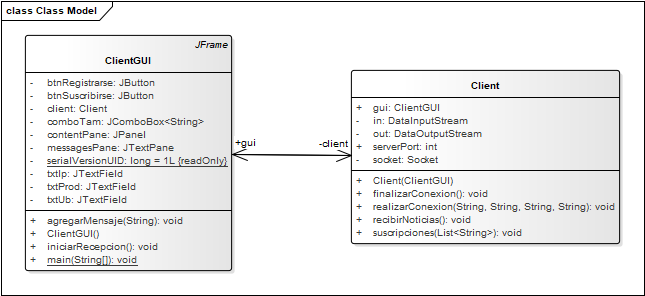 class Class Model
JFrame
ClientGUI
- btnRegistrarse: JButton
- btnSuscribirse: JButton
- client: Client
- comboTam: JComboBox<String>
- contentPane: JPanel
- messagesPane: JTextPane
- serialVersionUID: long = 1L {readOnly}
- txtIp: JTextField
- txtProd: JTextField
- txtUb: JTextField
+ agregarMensaje(String): void
+ ClientGUI()
+ iniciarRecepcion(): void
+ main(String[]): void
+gui
-client
Client
+ gui: ClientGUI
- in: DataInputStream
- out: DataOutputStream
+ serverPort: int
- socket: Socket
+ Client(ClientGUI)
+ finalizarConexion(): void
+ realizarConexion(String, String, String, String): void
+ recibirNoticias(): void
+ suscripciones(List<String>): void